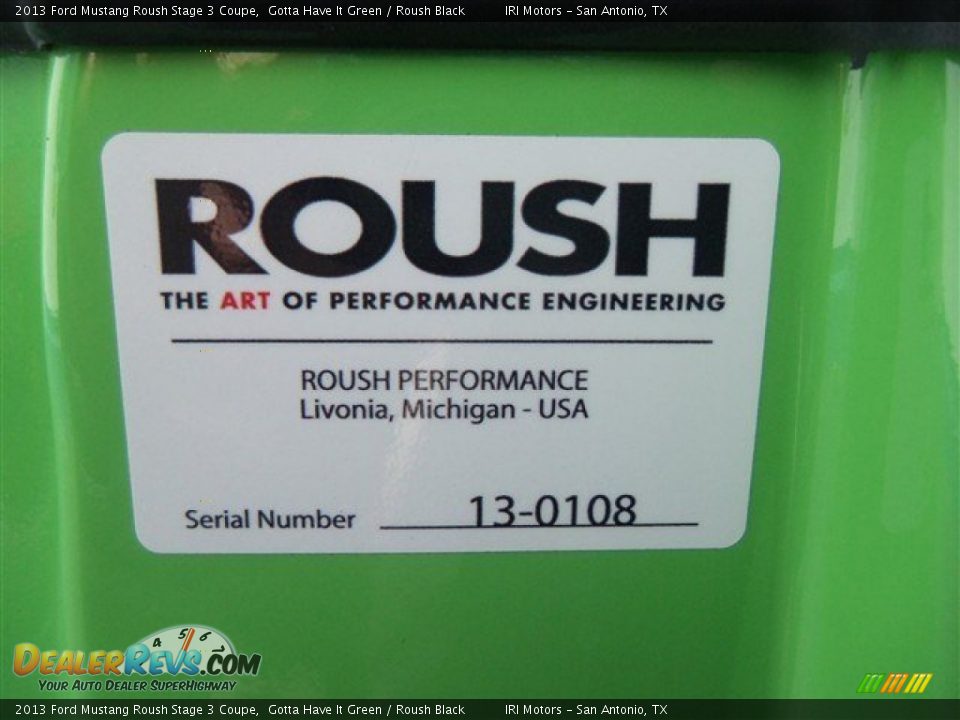 2013 Ford Mustang Roush Stage 3 Coupe, Gotta Have It Green / Roush Black IRI Motors – San Antonio, TX
ROUSH
THE ART OF PERFORMANCE ENGINEERING
ROUSH PERFORMANCE
Livonia, Michigan - USA
Serial Number 13-0108
4 5 6
DEALERREVS.COM
YOUR AUTO DEALER SUPERHIGHWAY
2013 Ford Mustang Roush Stage 3 Coupe, Gotta Have It Green / Roush Black IRI Motors – San Antonio, TX